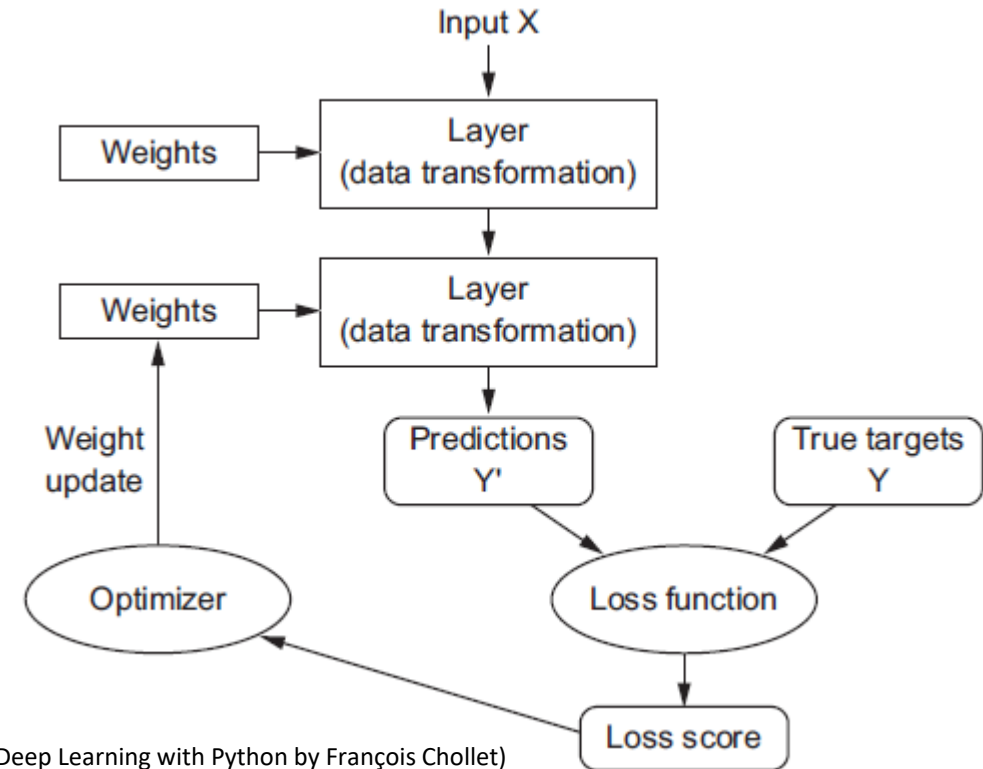 Input X
Weights
Layer
(data transformation)
Weights
Layer
(data transformation)
Weight
update
Predictions
Y'
True targets
Y
Optimizer
Loss function
Loss score
Deep Learning with Python by François Chollet)